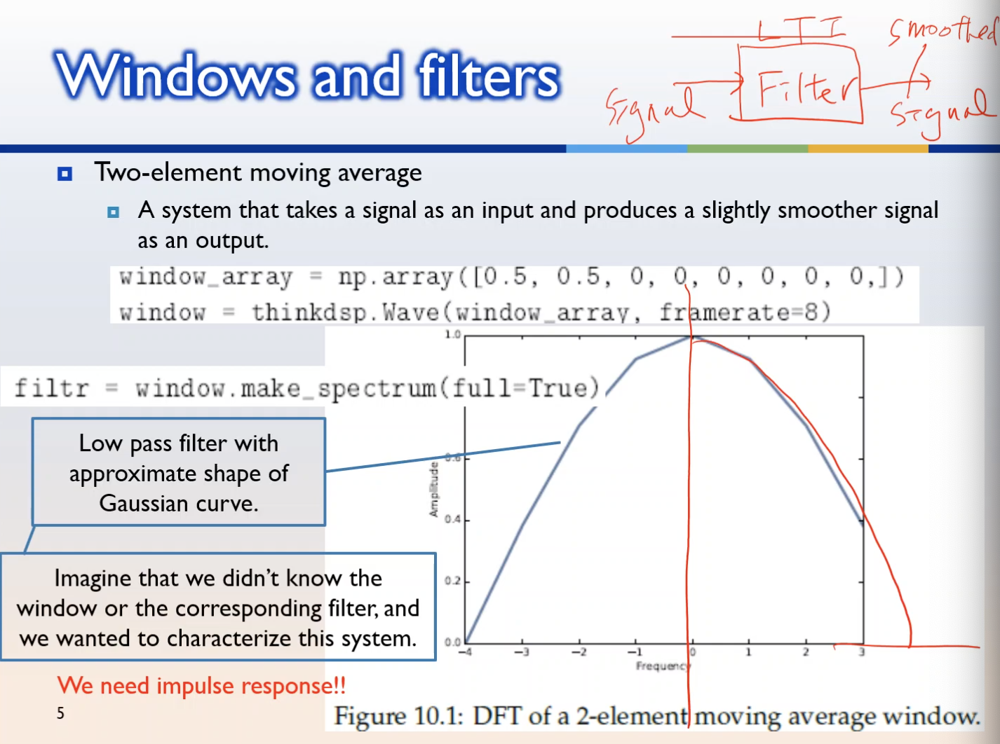 Windows and filters
LTI
Signal
Filter
Smoothed
Signal
Two-element moving average
A system that takes a signal as an input and produces a slightly smoother signal
as an output.
window_array = np.array([0.5, 0.5, 0, 0, 0, 0, 0, 0,])
window = thinkdsp.Wave(window_array, framerate=8)
filtr = window.make_spectrum(full=True)
Low pass filter with
approximate shape of
Gaussian curve.
Imagine that we didn’t know the
window or the corresponding filter, and
we wanted to characterize this system.
We need impulse response!!
5
1.0
0.6
0.4
0.2
0.0
Amplitude
−4 −3 −2 −1 0 1 2 3
Frequency
Figure 10.1: DFT of a 2-element moving average window.